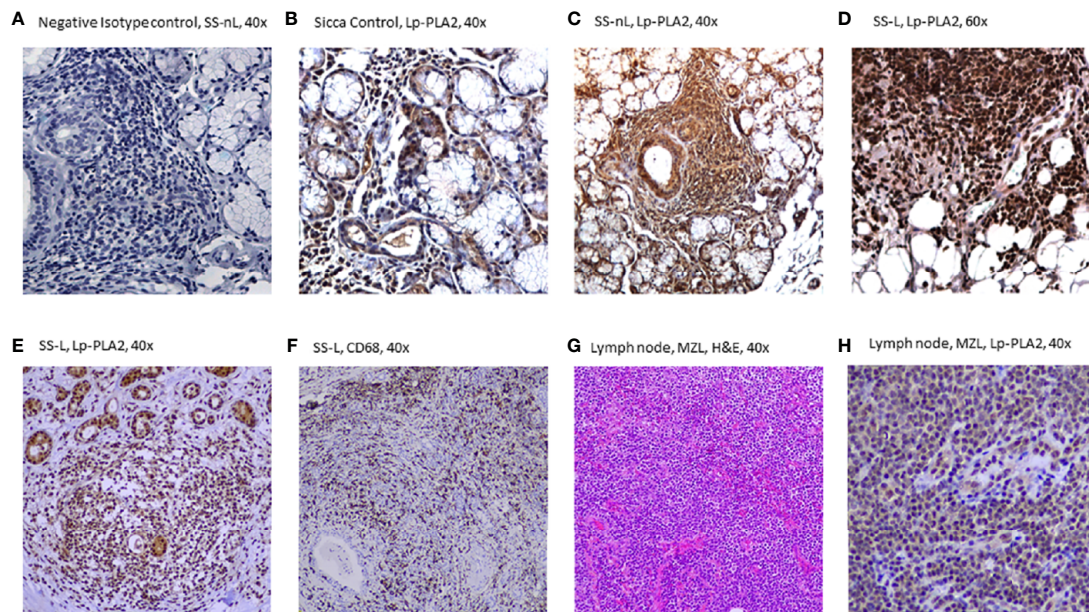 A Negative Isotype control, SS-nL, 40x
B Sicca Control, Lp-PLA2, 40x
C SS-nL, Lp-PLA2, 40x
D SS-L, Lp-PLA2, 60x
E SS-L, Lp-PLA2, 40x
F SS-L, CD68, 40x
G Lymph node, MZL, H&E, 40x
H Lymph node, MZL, Lp-PLA2, 40x